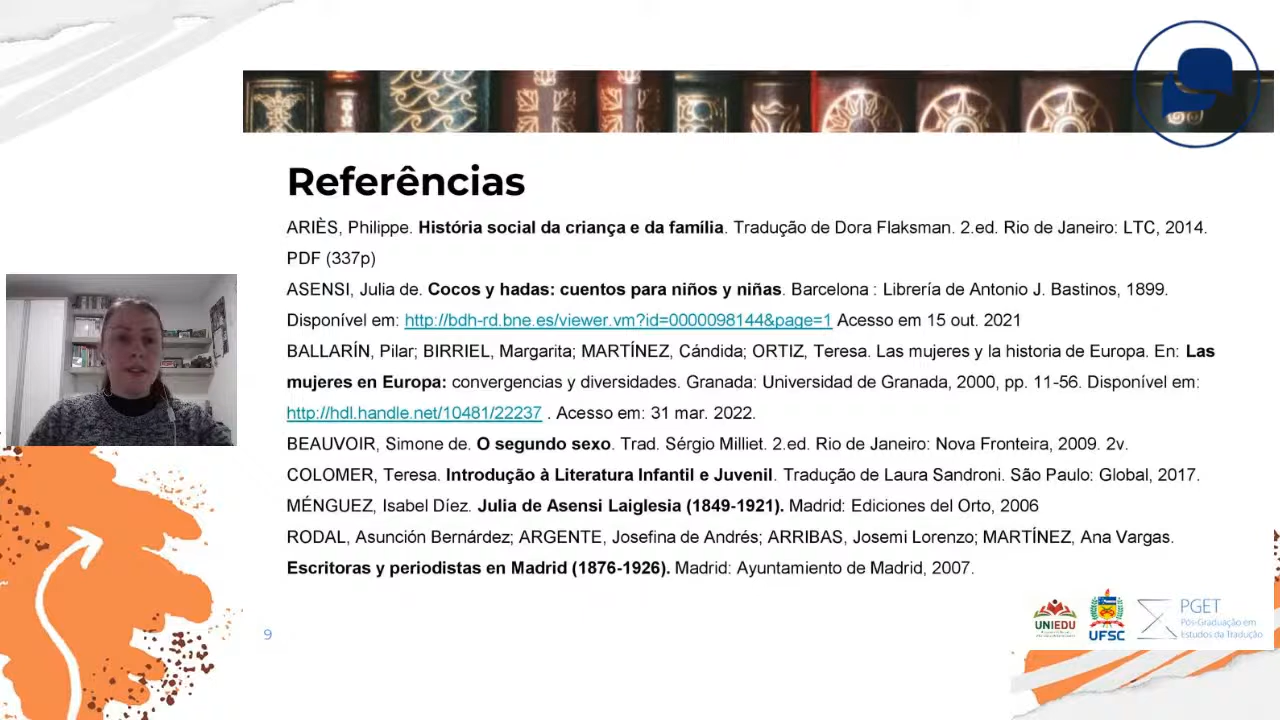 Referências
ARIÈS, Philippe. História social da criança e da família. Tradução de Dora Flaksman. 2.ed. Rio de Janeiro: LTC, 2014.
PDF (337p)
ASENSI, Julia de. Cocos y hadas: cuentos para niños y niñas. Barcelona : Librería de Antonio J. Bastinos, 1899.
Disponível em: http://bdh-rd.bne.es/viewer.vm?id=0000098144&page=1 Acesso em 15 out. 2021
BALLARÍN, Pilar; BIRRIEL, Margarita; MARTÍNEZ, Cándida; ORTIZ, Teresa. Las mujeres y la historia de Europa. En: Las
mujeres en Europa: convergencias y diversidades. Granada: Universidad de Granada, 2000, pp. 11-56. Disponível em:
http://hdl.handle.net/10481/22237 . Acesso em: 31 mar. 2022.
BEAUVOIR, Simone de. O segundo sexo. Trad. Sérgio Milliet. 2.ed. Rio de Janeiro: Nova Fronteira, 2009. 2v.
COLOMER, Teresa. Introdução à Literatura Infantil e Juvenil. Tradução de Laura Sandroni. São Paulo: Global, 2017.
MÉNGUEZ, Isabel Díez. Julia de Asensi Laiglesia (1849-1921). Madrid: Ediciones del Orto, 2006
RODAL, Asunción Bernárdez; ARGENTE, Josefina de Andrés; ARRIBAS, Josemi Lorenzo; MARTÍNEZ, Ana Vargas.
Escritoras y periodistas en Madrid (1876-1926). Madrid: Ayuntamiento de Madrid, 2007.
9
UNIEDU
UFSC
PGET
Pós-Graduação em
Estudos da Tradução